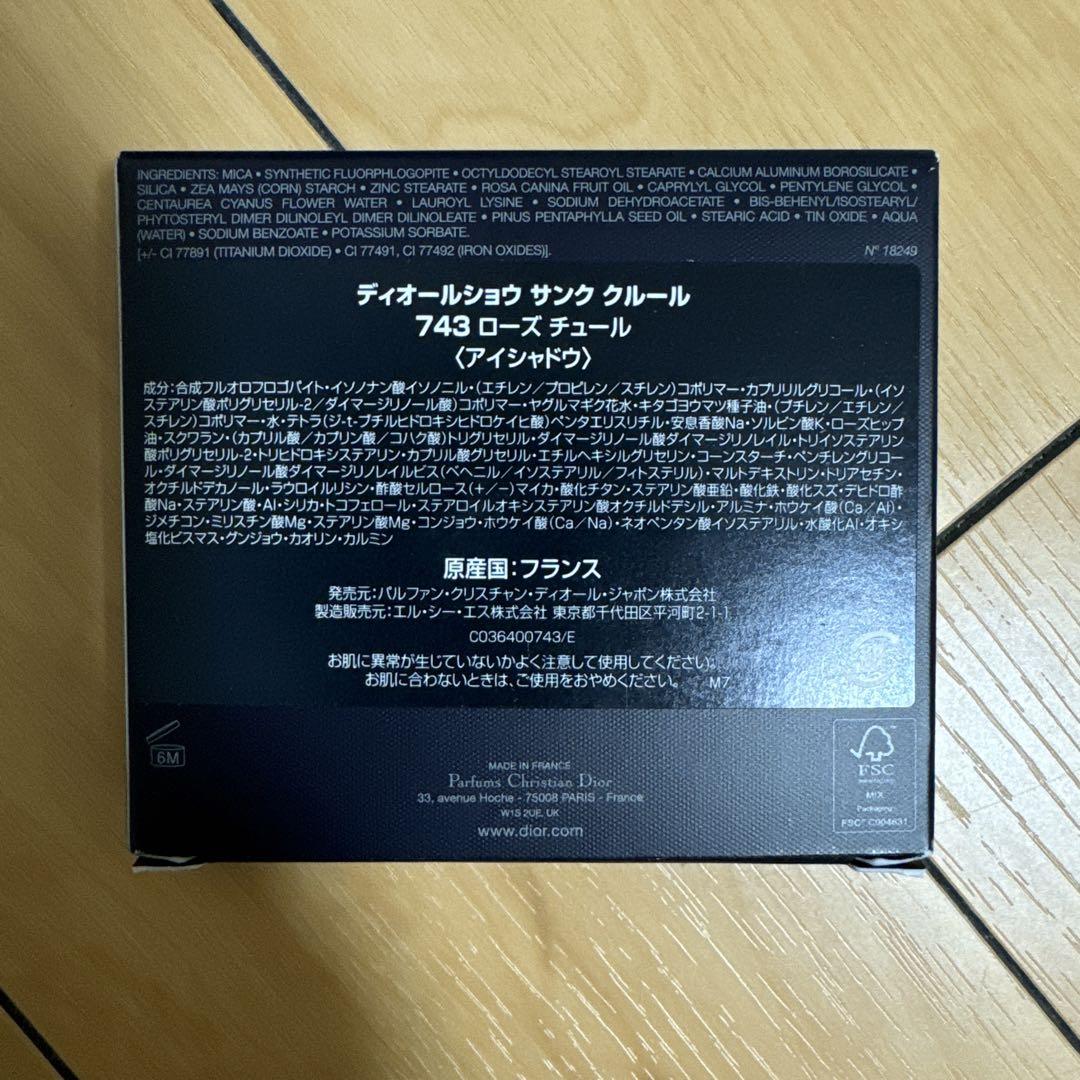 INGREDIENTS: MICA • SYNTHETIC FLUORPHLOGOPITE • OCTYLDODECYL STEAROYL STEARATE • CALCIUM ALUMINUM BOROSILICATE •
SILICA • ZEA MAYS (CORN) STARCH • ZINC STEARATE • ROSA CANINA FRUIT OIL • CAPRYLYL GLYCOL • PENTYLENE GLYCOL •
CENTAUREA CYANUS FLOWER WATER • LAUROYL LYSINE • SODIUM DEHYDROACETATE • BIS-BEHENYL/ISOSTEARYL/
PHYTOSTERYL DIMER DILINOLEYL DIMER DILINOLEATE • PINUS PENTAPHYLLA SEED OIL • STEARIC ACID • TIN OXIDE • AQUA
(WATER) • SODIUM BENZOATE • POTASSIUM SORBATE.
[+/- CI 77891 (TITANIUM DIOXIDE) • CI 77491, CI 77492 (IRON OXIDES)]. N° 18249
ディオールショウ サンク クルール
743 ローズ チュール
〈アイシャドウ〉
成分：合成フルオロフロゴパイト・イソノナン酸イソノニル・（エチレン／プロピレン／スチレン）コポリマー・カプリリルグリコール・（イソ
ステアリン酸ポリグリセリル-2／ダイマージリノール酸）コポリマー・ヤグルマギク花水・キタゴヨウマツ種子油・（ブチレン／エチレン／
スチレン）コポリマー・水・テトラ（ジ-t-ブチルヒドロキシヒドロケイヒ酸）ペンタエリスリチル・安息香酸Na・ソルビン酸K・ローズヒップ
油・スクワラン・（カプリル酸／カプリン酸／コハク酸）トリグリセリル・ダイマージリノール酸ダイマージリノレイル・トリイソステアリン
酸ポリグリセリル-2・トリヒドロキシステアリン・カプリル酸グリセリル・エチルヘキシルグリセリン・コーンスターチ・ペンチレングリコー
ル・ダイマージリノール酸ダイマージリノレイルビス（ベヘニル／イソステアリル／フィトステリル）・マルトデキストリン・トリアセチン・
オクチルドデカノール・ラウロイルリシン・酢酸セルロース（＋／－）マイカ・酸化チタン・ステアリン酸亜鉛・酸化鉄・酸化スズ・デヒドロ酢
酸Na・ステアリン酸・Al・シリカ・トコフェロール・ステアロイルオキシステアリン酸オクチルドデシル・アルミナ・ホウケイ酸（Ca／Al）・
ジメチコン・ミリスチン酸Mg・ステアリン酸Mg・コンジョウ・ホウケイ酸（Ca／Na）・ネオペンタン酸イソステアリル・水酸化Al・オキシ
塩化ビスマス・グンジョウ・カオリン・カルミン
原産国：フランス
発売元：パルファン・クリスチャン・ディオール・ジャポン株式会社
製造販売元：エル・シー・エス株式会社 東京都千代田区平河町2-1-1
C036400743/E
お肌に異常が生じていないかよく注意して使用してください。
お肌に合わないときは、ご使用をおやめください。 M7
6M
MADE IN FRANCE
Parfums Christian Dior
33, avenue Hoche - 75008 PARIS - France
W1S 2UE, UK
www.dior.com
FSC
MIX
Packaging
FSC® C004631